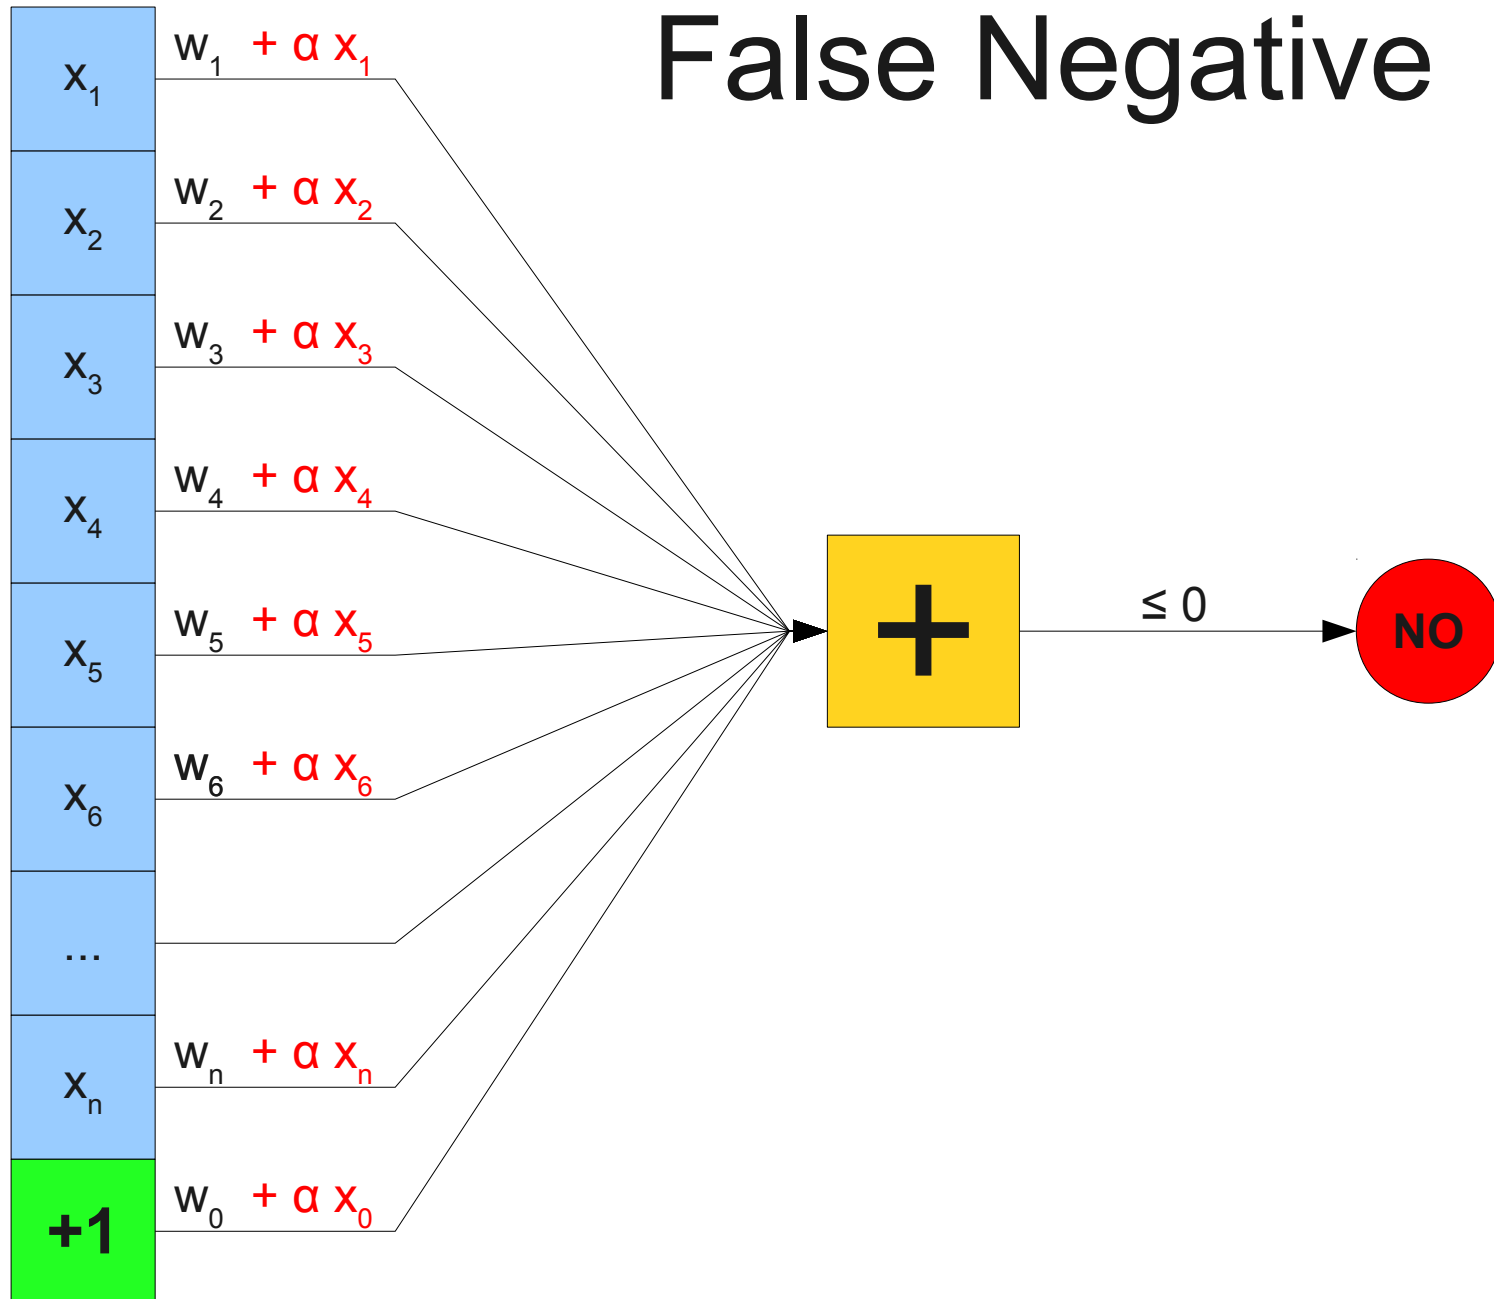 False Negative
x₁ w₁ + α x₁
x₂ w₂ + α x₂
x₃ w₃ + α x₃
x₄ w₄ + α x₄
x₅ w₅ + α x₅
+ ≤ 0 NO
x₆ w₆ + α x₆
...
xₙ wₙ + α xₙ
+1 w₀ + α x₀